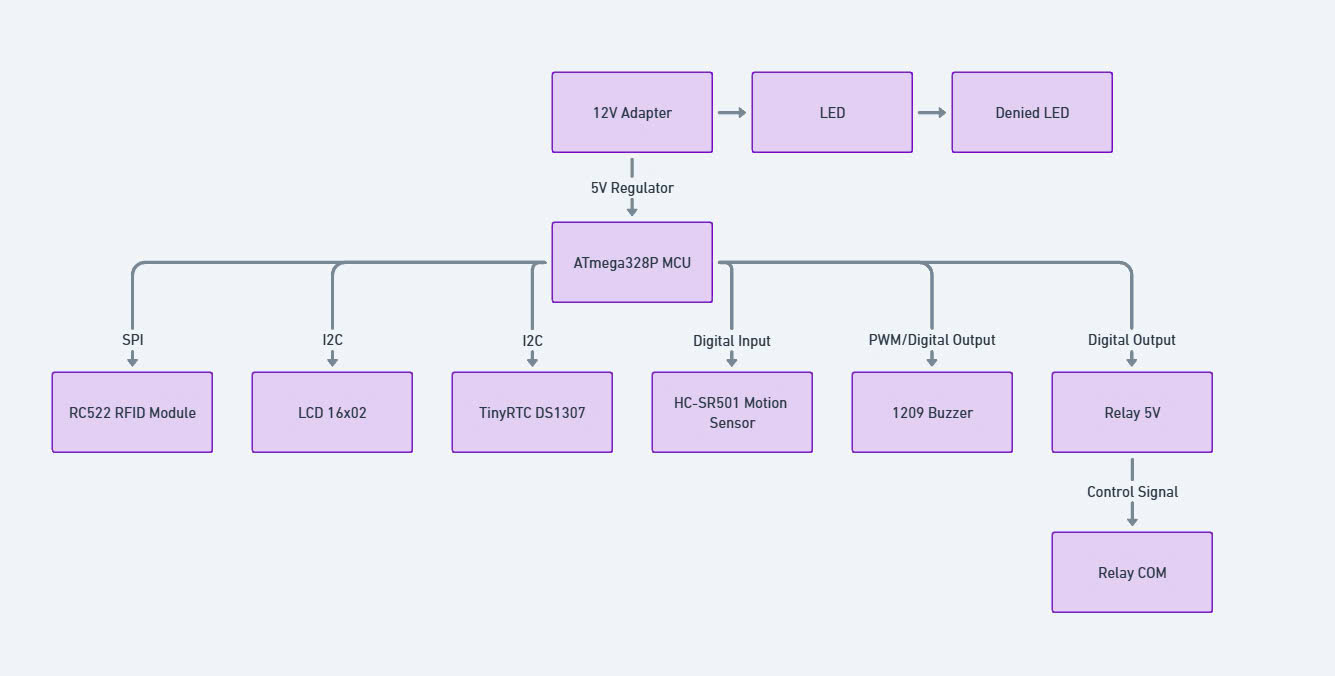 12V Adapter
LED
Denied LED
5V Regulator
ATmega328P MCU
SPI
I2C
I2C
Digital Input
PWM/Digital Output
Digital Output
RC522 RFID Module
LCD 16x02
TinyRTC DS1307
HC-SR501 Motion
Sensor
1209 Buzzer
Relay 5V
Control Signal
Relay COM